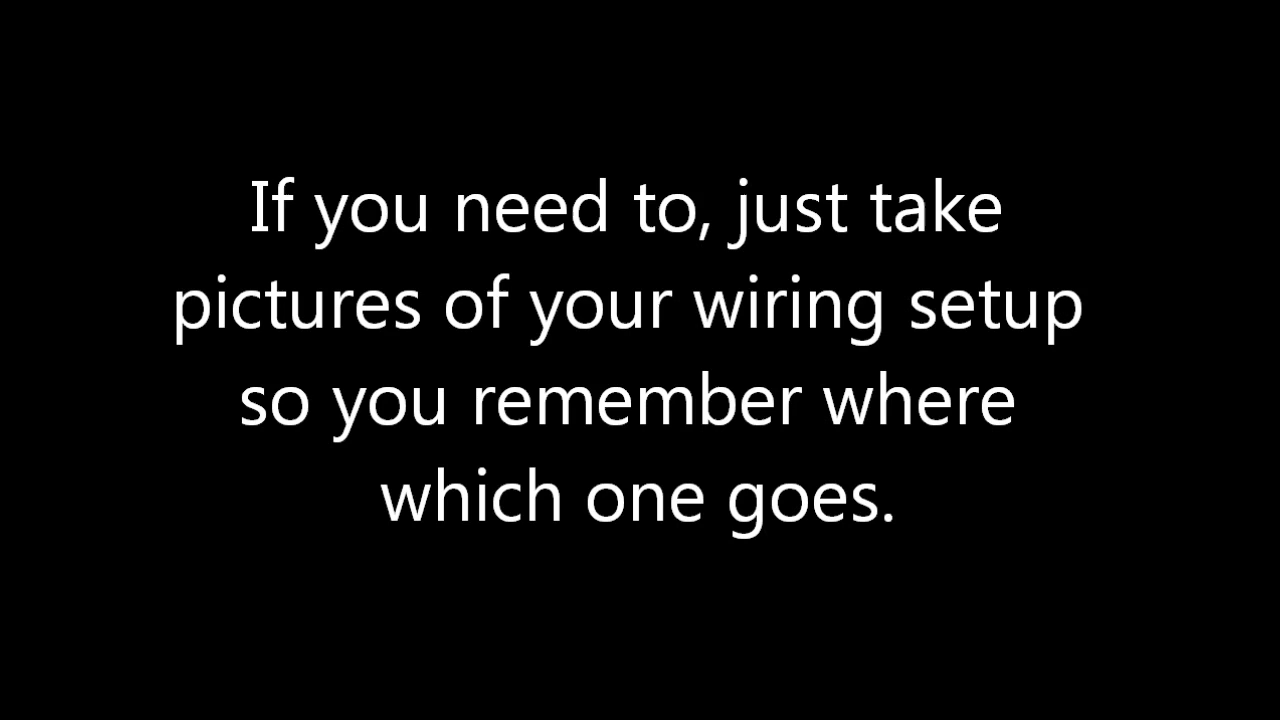 If you need to, just take
pictures of your wiring setup
so you remember where
which one goes.